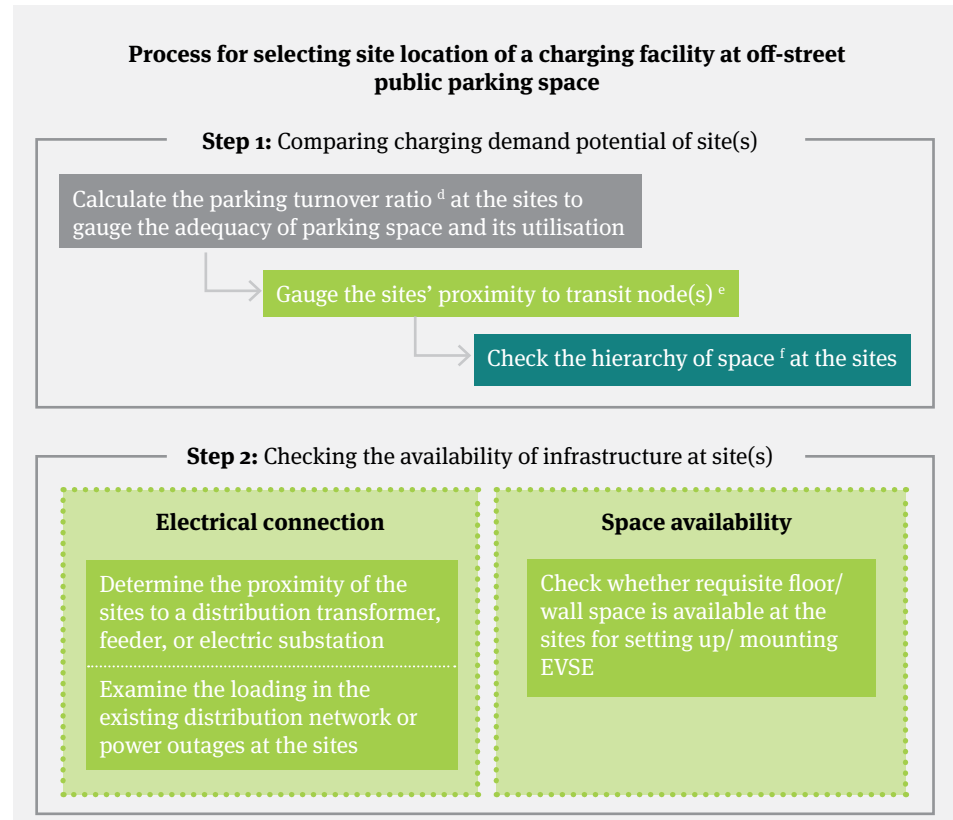 Process for selecting site location of a charging facility at off-street
public parking space
Step 1: Comparing charging demand potential of site(s)
Calculate the parking turnover ratio d at the sites to
gauge the adequacy of parking space and its utilisation
Gauge the sites’ proximity to transit node(s) e
Check the hierarchy of space f at the sites
Step 2: Checking the availability of infrastructure at site(s)
Electrical connection
Determine the proximity of the
sites to a distribution transformer,
feeder, or electric substation
Examine the loading in the
existing distribution network or
power outages at the sites
Space availability
Check whether requisite floor/
wall space is available at the
sites for setting up/ mounting
EVSE